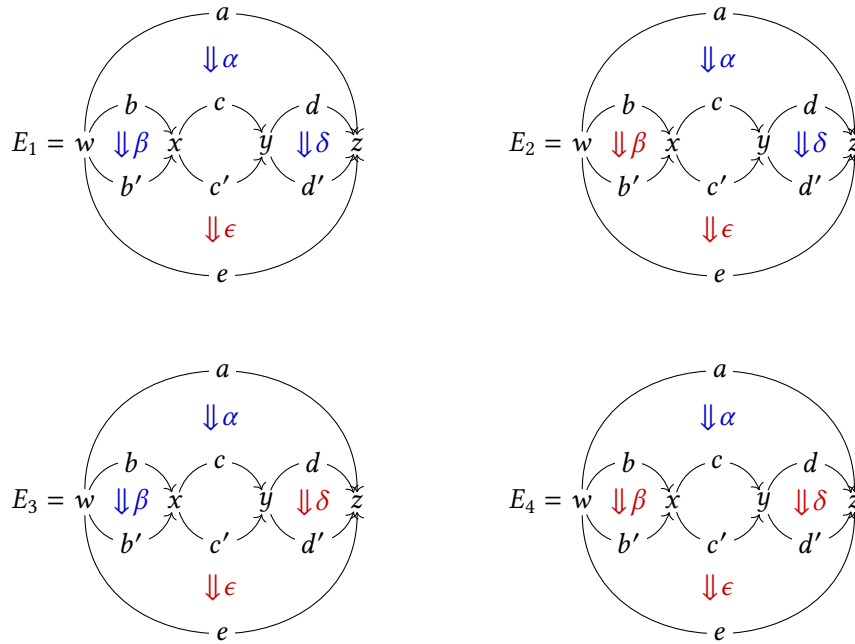 a a
⇓α ⇓α
b c d b c d
E₁ = w ⇓β x y ⇓δ z E₂ = w ⇓β x y ⇓δ z
b′ c′ d′ b′ c′ d′
⇓ϵ ⇓ϵ
e e
a a
⇓α ⇓α
b c d b c d
E₃ = w ⇓β x y ⇓δ z E₄ = w ⇓β x y ⇓δ z
b′ c′ d′ b′ c′ d′
⇓ϵ ⇓ϵ
e e